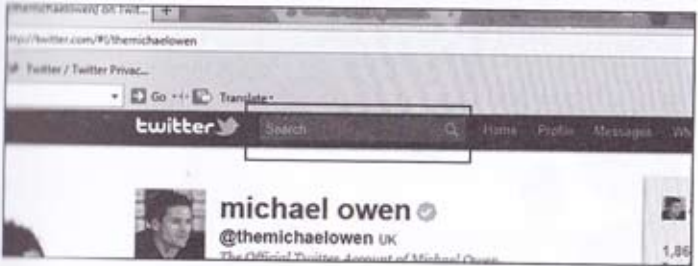 themichaelowen) on Twit... +
http://twitter.com/#!/themichaelowen
Twitter / Twitter Privac...
Go Translate
twitter Search Home Profile Messages Wh
michael owen
@themichaelowen UK
The Official Twitter Account of Michael Owen
1,86